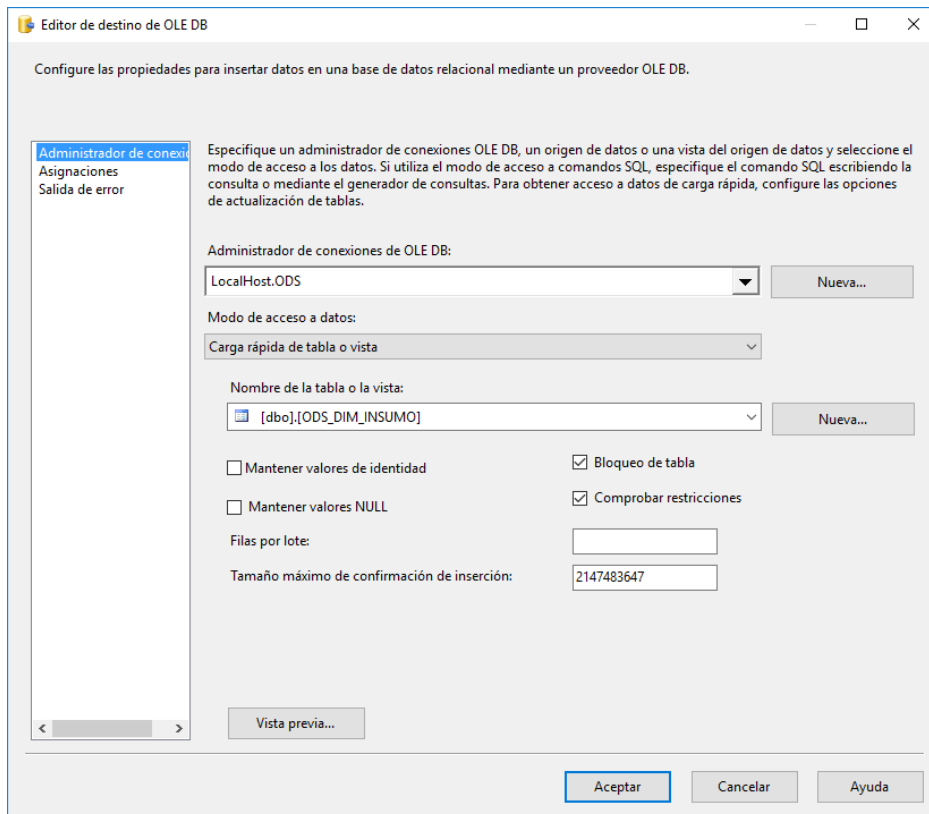 Editor de destino de OLE DB
Configure las propiedades para insertar datos en una base de datos relacional mediante un proveedor OLE DB.
Administrador de conexi
Asignaciones
Salida de error
Especifique un administrador de conexiones OLE DB, un origen de datos o una vista del origen de datos y seleccione el
modo de acceso a los datos. Si utiliza el modo de acceso a comandos SQL, especifique el comando SQL escribiendo la
consulta o mediante el generador de consultas. Para obtener acceso a datos de carga rápida, configure las opciones
de actualización de tablas.
Administrador de conexiones de OLE DB:
LocalHost.ODS
Nueva...
Modo de acceso a datos:
Carga rápida de tabla o vista
Nombre de la tabla o la vista:
[dbo].[ODS_DIM_INSUMO]
Nueva...
Mantener valores de identidad
Bloqueo de tabla
Mantener valores NULL
Comprobar restricciones
Filas por lote:
Tamaño máximo de confirmación de inserción:
2147483647
Vista previa...
Aceptar
Cancelar
Ayuda